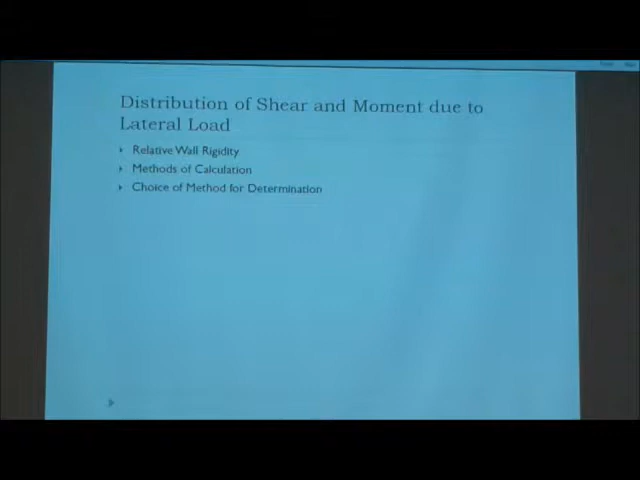 Distribution of Shear and Moment due to
Lateral Load
Relative Wall Rigidity
Methods of Calculation
Choice of Method for Determination